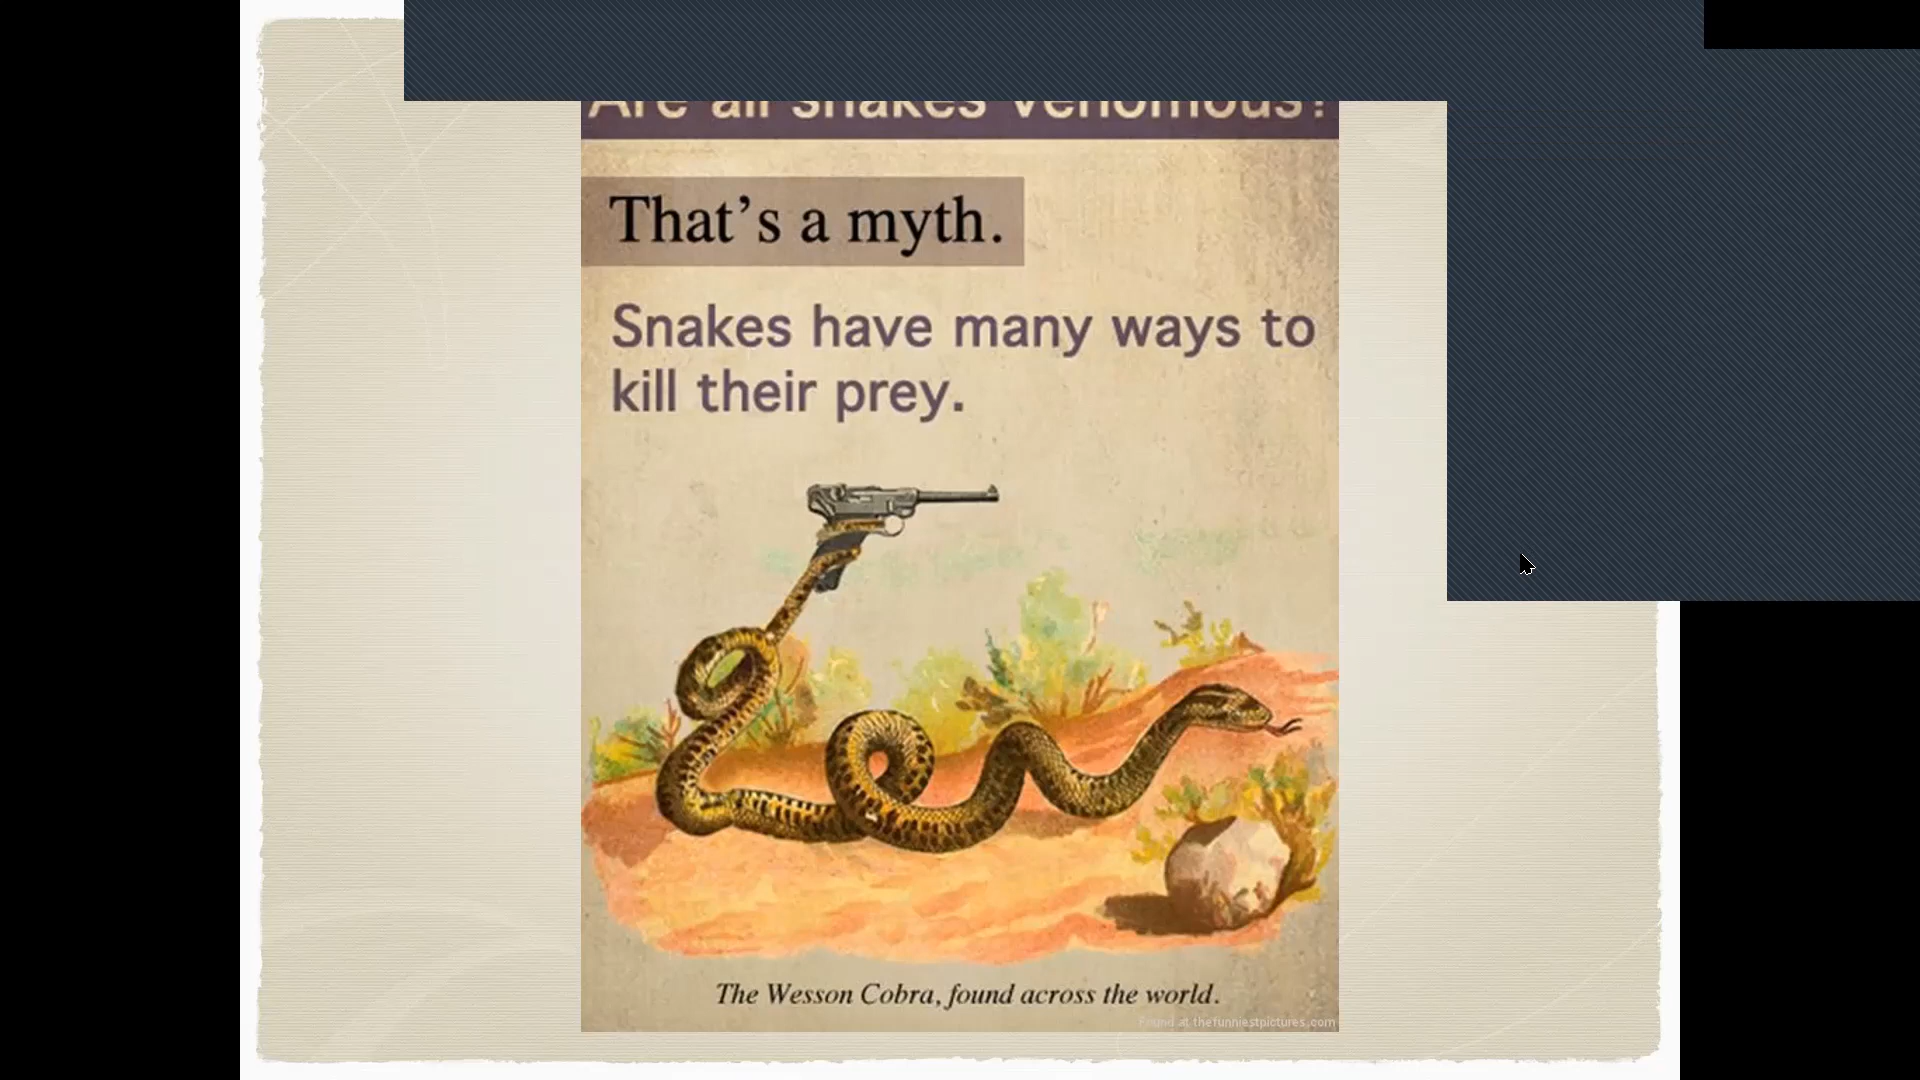 Are all snakes venomous?
That's a myth.
Snakes have many ways to
kill their prey.
The Wesson Cobra, found across the world.
Found at thefunniestpictures.com